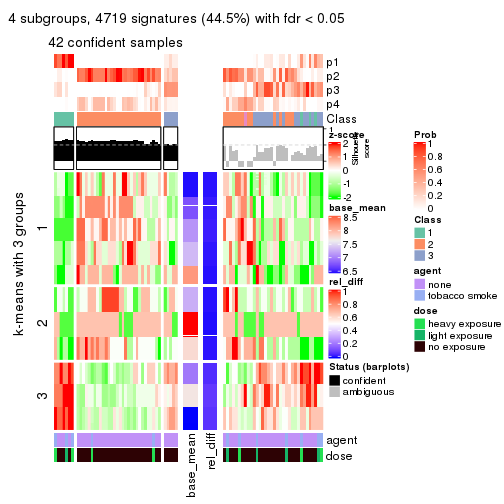 4 subgroups, 4719 signatures (44.5%) with fdr < 0.05
42 confident samples
p1
p2
p3
p4
Class
1
Silhouette
score
z-score
2
1
0
-1
-2
base_mean
8.5
7.5
6.5
rel_diff
1
0.8
0.6
0.4
0.2
0
Status (barplots)
confident
ambiguous
Prob
1
0.8
0.6
0.4
0.2
0
Class
1
2
3
agent
none
tobacco smoke
dose
heavy exposure
light exposure
no exposure
k-means with 3 groups
1
2
3
agent
dose
base_mean
rel_diff